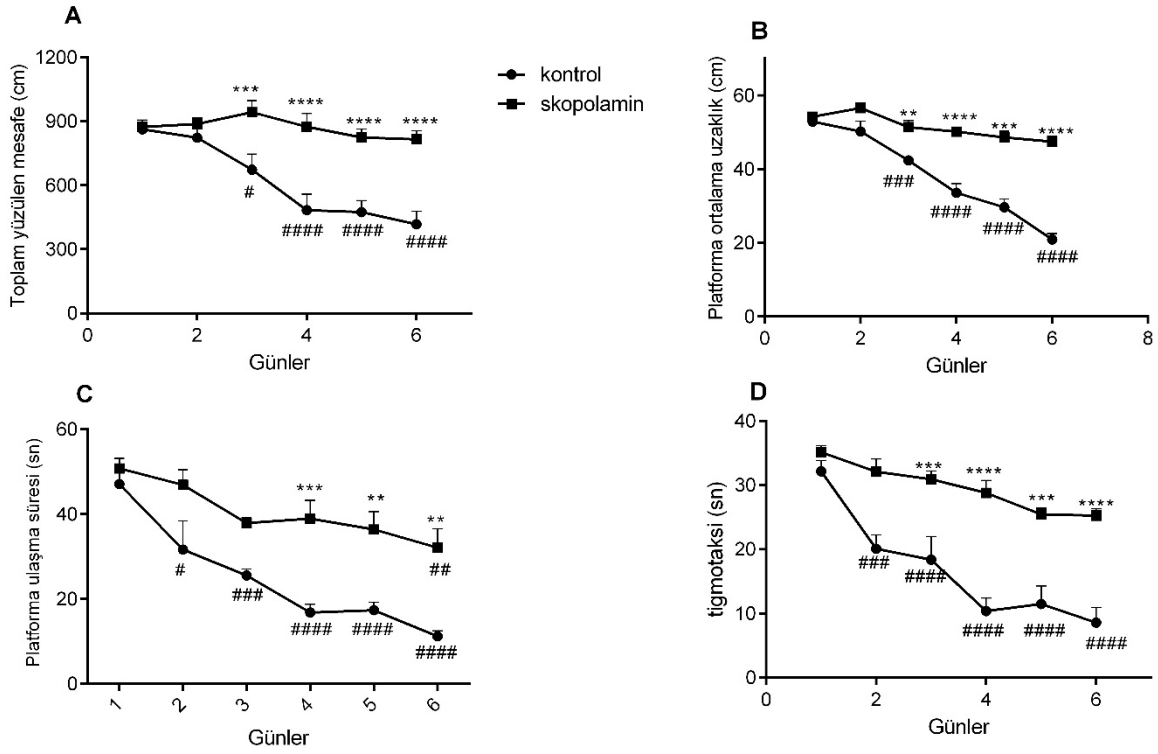 A
Toplam yüzülen mesafe (cm)
1200
900
600
300
0
*** **** **** ****
# #### #### ####
0 2 4 6
Günler
kontrol
skopolamin
B
Platforma ortalama uzaklık (cm)
60
40
20
0
** **** *** ****
### #### #### ####
0 2 4 6 8
Günler
C
Platforma ulaşma süresi (sn)
60
40
20
0
*** ** **
##
# ### #### #### ####
1 2 3 4 5 6
Günler
D
tigmotaksi (sn)
40
30
20
10
0
*** **** *** ****
### #### #### #### ####
0 2 4 6
Günler